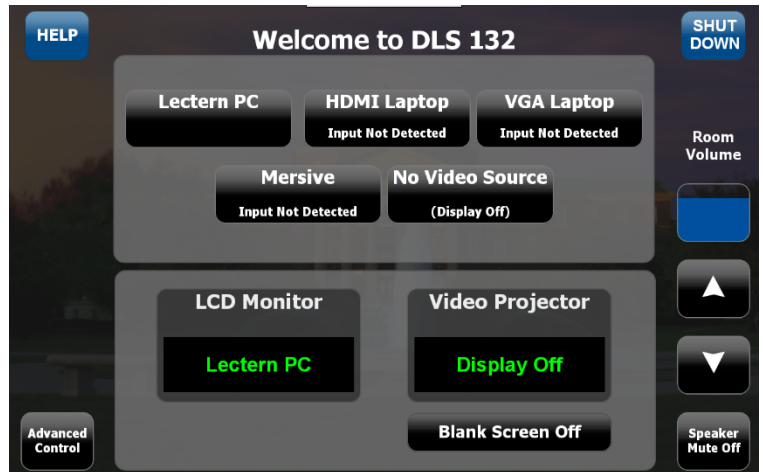 HELP
Welcome to DLS 132
SHUT
DOWN
Lectern PC
HDMI Laptop
Input Not Detected
VGA Laptop
Input Not Detected
Room
Volume
Mersive
Input Not Detected
No Video Source
(Display Off)
LCD Monitor
Lectern PC
Video Projector
Display Off
Blank Screen Off
Advanced
Control
Speaker
Mute Off